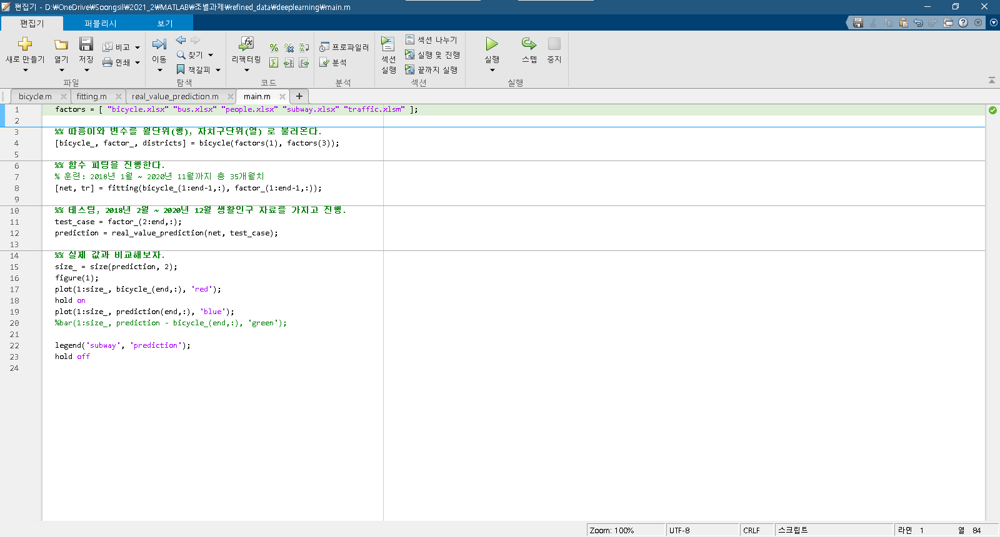 편집기 - D:₩OneDrive₩Soongsil₩2021_2₩MATLAB₩조별과제₩refined_data₩deeplearning₩main.m
편집기 퍼블리시 보기
새로 만들기 열기 저장 비교 인쇄 이동 찾기 책갈피 리팩터링 프로파일러 분석 섹션 실행 섹션 나누기 실행 및 진행 끝까지 실행 실행 스텝 중지
파일 탐색 코드 분석 섹션 실행
bicycle.m fitting.m real_value_prediction.m main.m +
1 factors = [ "bicycle.xlsx" "bus.xlsx" "people.xlsx" "subway.xlsx" "traffic.xlsm" ];
2
3 %% 따릉이와 변수를 월단위(행), 자치구단위(열) 로 불러온다.
4 [bicycle_, factor_, districts] = bicycle(factors(1), factors(3));
5
6 %% 함수 피팅을 진행한다.
7 % 훈련: 2018년 1월 ~ 2020년 11월까지 총 35개월치
8 [net, tr] = fitting(bicycle_(1:end-1,:), factor_(1:end-1,:));
9
10 %% 테스팅, 2018년 2월 ~ 2020년 12월 생활인구 자료를 가지고 진행.
11 test_case = factor_(2:end,:);
12 prediction = real_value_prediction(net, test_case);
13
14 %% 실제 값과 비교해보자.
15 size_ = size(prediction, 2);
16 figure(1);
17 plot(1:size_, bicycle_(end,:), 'red');
18 hold on
19 plot(1:size_, prediction(end,:), 'blue');
20 %bar(1:size_, prediction - bicycle_(end,:), 'green');
21
22 legend('subway', 'prediction');
23 hold off
24
Zoom: 100% UTF-8 CRLF 스크립트 라인 1 열 84